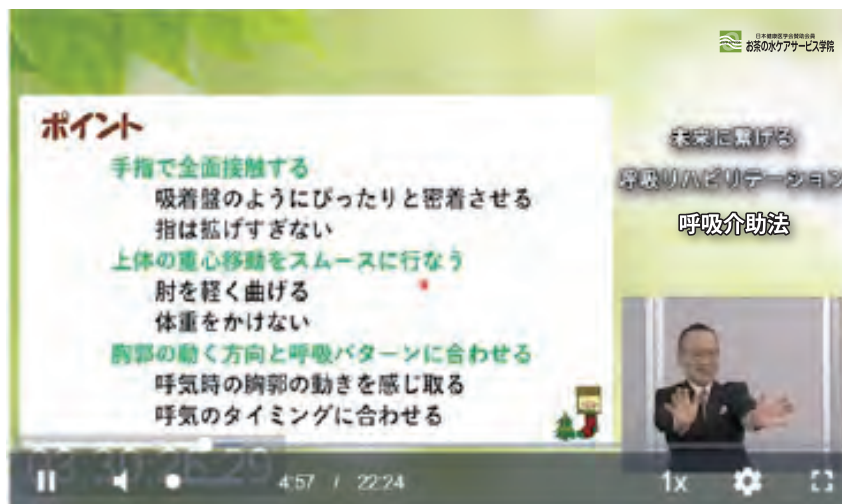 日本健康医学会賛助会員
お茶の水ケアサービス学院
ポイント
手指で全面接触する
吸着盤のようにぴったりと密着させる
指は拡げすぎない
上体の重心移動をスムースに行なう
肘を軽く曲げる
体重をかけない
胸郭の動く方向と呼吸パターンに合わせる
呼気時の胸郭の動きを感じ取る
呼気のタイミングに合わせる
未来に繋げる
呼吸リハビリテーション
呼吸介助法
4:57 / 22:24
1x